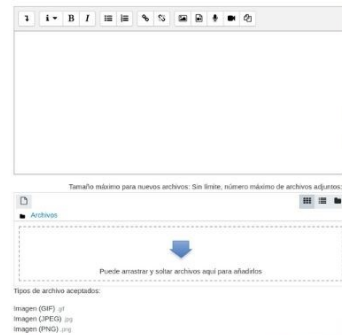 i B I
Tamaño máximo para nuevos archivos: Sin límite, número máximo de archivos adjuntos:
Archivos
Puede arrastrar y soltar archivos aquí para añadirlos
Tipos de archivo aceptados:
Imagen (GIF) .gif
Imagen (JPEG) .jpg
Imagen (PNG) .png